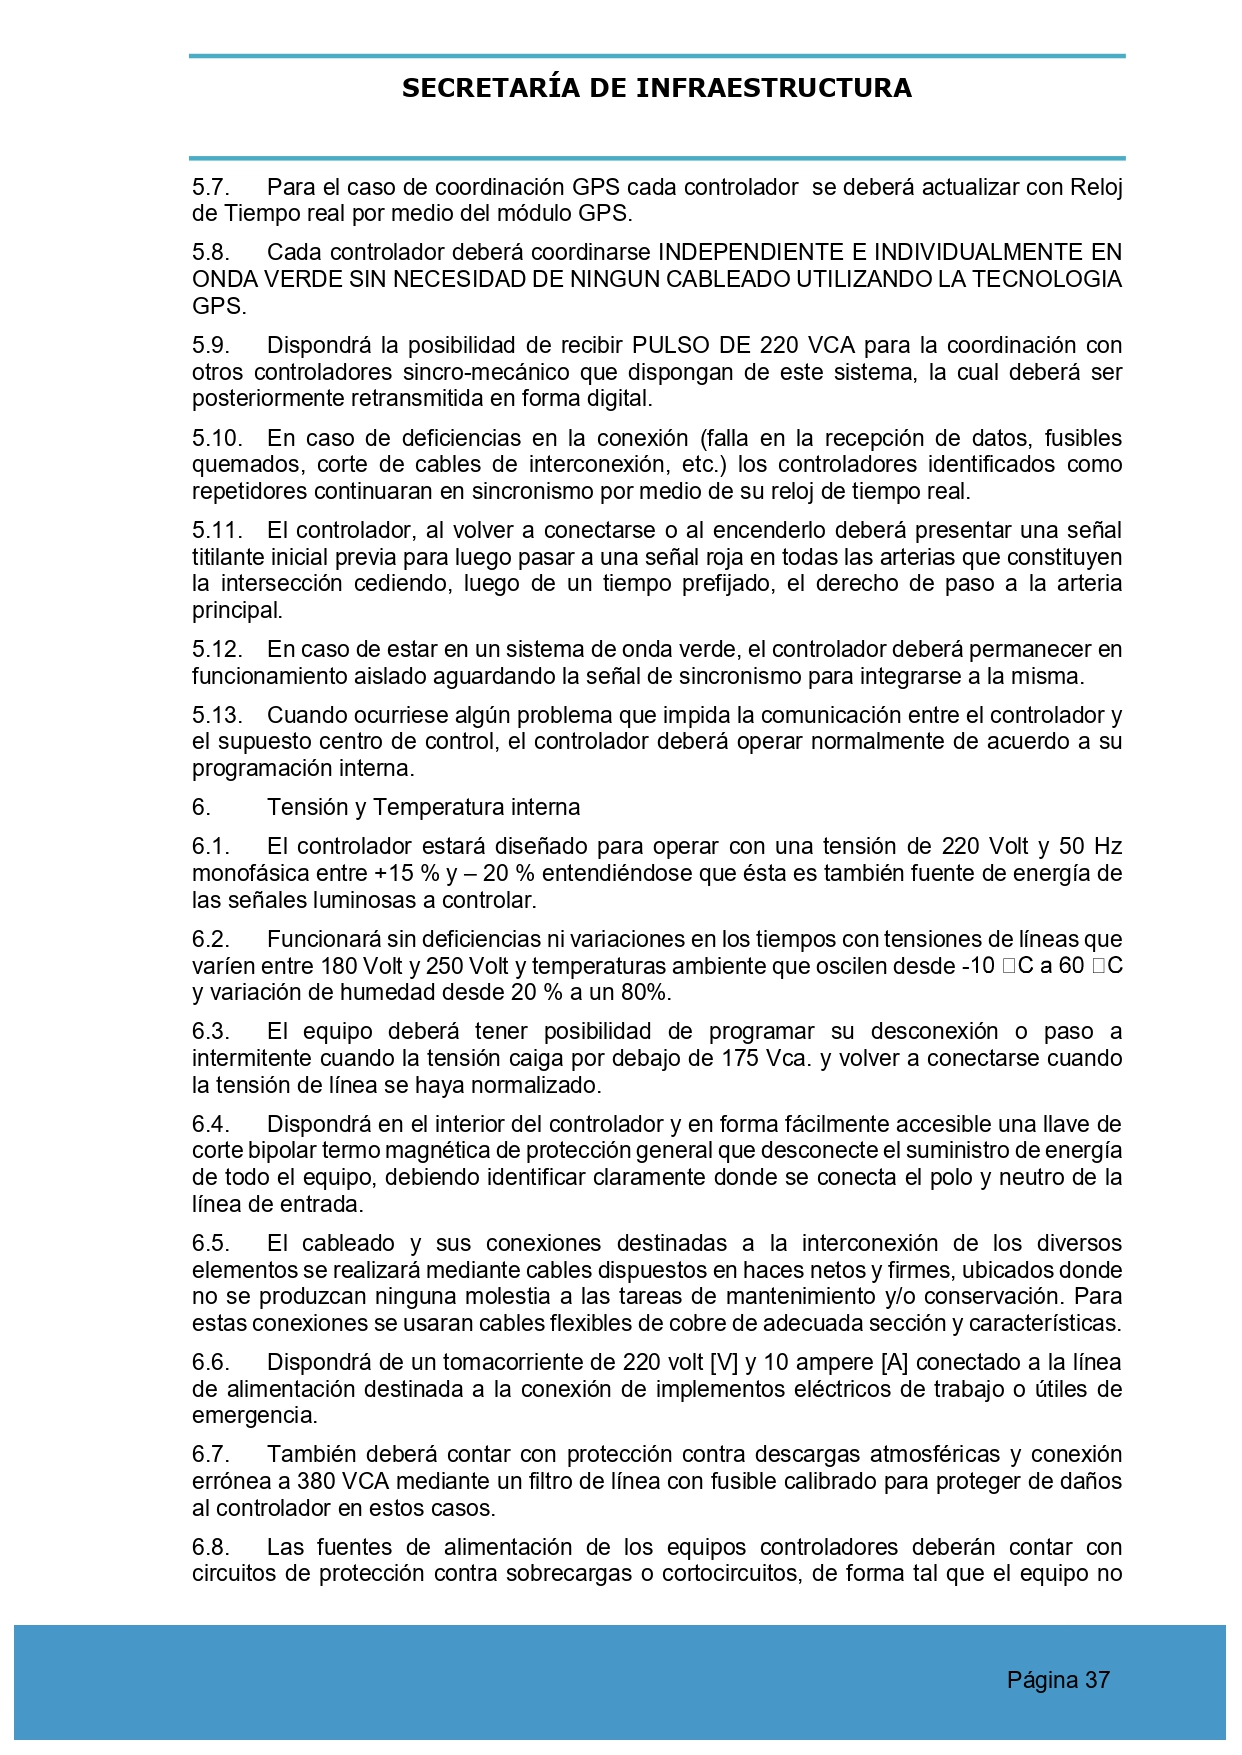 SECRETARÍA DE INFRAESTRUCTURA
5.7. Para el caso de coordinación GPS cada controlador se deberá actualizar con Reloj
de Tiempo real por medio del módulo GPS.
5.8. Cada controlador deberá coordinarse INDEPENDIENTE E INDIVIDUALMENTE EN
ONDA VERDE SIN NECESIDAD DE NINGUN CABLEADO UTILIZANDO LA TECNOLOGIA
GPS.
5.9. Dispondrá la posibilidad de recibir PULSO DE 220 VCA para la coordinación con
otros controladores sincro-mecánico que dispongan de este sistema, la cual deberá ser
posteriormente retransmitida en forma digital.
5.10. En caso de deficiencias en la conexión (falla en la recepción de datos, fusibles
quemados, corte de cables de interconexión, etc.) los controladores identificados como
repetidores continuaran en sincronismo por medio de su reloj de tiempo real.
5.11. El controlador, al volver a conectarse o al encenderlo deberá presentar una señal
titilante inicial previa para luego pasar a una señal roja en todas las arterias que constituyen
la intersección cediendo, luego de un tiempo prefijado, el derecho de paso a la arteria
principal.
5.12. En caso de estar en un sistema de onda verde, el controlador deberá permanecer en
funcionamiento aislado aguardando la señal de sincronismo para integrarse a la misma.
5.13. Cuando ocurriese algún problema que impida la comunicación entre el controlador y
el supuesto centro de control, el controlador deberá operar normalmente de acuerdo a su
programación interna.
6. Tensión y Temperatura interna
6.1. El controlador estará diseñado para operar con una tensión de 220 Volt y 50 Hz
monofásica entre +15 % y – 20 % entendiéndose que ésta es también fuente de energía de
las señales luminosas a controlar.
6.2. Funcionará sin deficiencias ni variaciones en los tiempos con tensiones de líneas que
varíen entre 180 Volt y 250 Volt y temperaturas ambiente que oscilen desde -10 □C a 60 □C
y variación de humedad desde 20 % a un 80%.
6.3. El equipo deberá tener posibilidad de programar su desconexión o paso a
intermitente cuando la tensión caiga por debajo de 175 Vca. y volver a conectarse cuando
la tensión de línea se haya normalizado.
6.4. Dispondrá en el interior del controlador y en forma fácilmente accesible una llave de
corte bipolar termo magnética de protección general que desconecte el suministro de energía
de todo el equipo, debiendo identificar claramente donde se conecta el polo y neutro de la
línea de entrada.
6.5. El cableado y sus conexiones destinadas a la interconexión de los diversos
elementos se realizará mediante cables dispuestos en haces netos y firmes, ubicados donde
no se produzcan ninguna molestia a las tareas de mantenimiento y/o conservación. Para
estas conexiones se usaran cables flexibles de cobre de adecuada sección y características.
6.6. Dispondrá de un tomacorriente de 220 volt [V] y 10 ampere [A] conectado a la línea
de alimentación destinada a la conexión de implementos eléctricos de trabajo o útiles de
emergencia.
6.7. También deberá contar con protección contra descargas atmosféricas y conexión
errónea a 380 VCA mediante un filtro de línea con fusible calibrado para proteger de daños
al controlador en estos casos.
6.8. Las fuentes de alimentación de los equipos controladores deberán contar con
circuitos de protección contra sobrecargas o cortocircuitos, de forma tal que el equipo no
Página 37